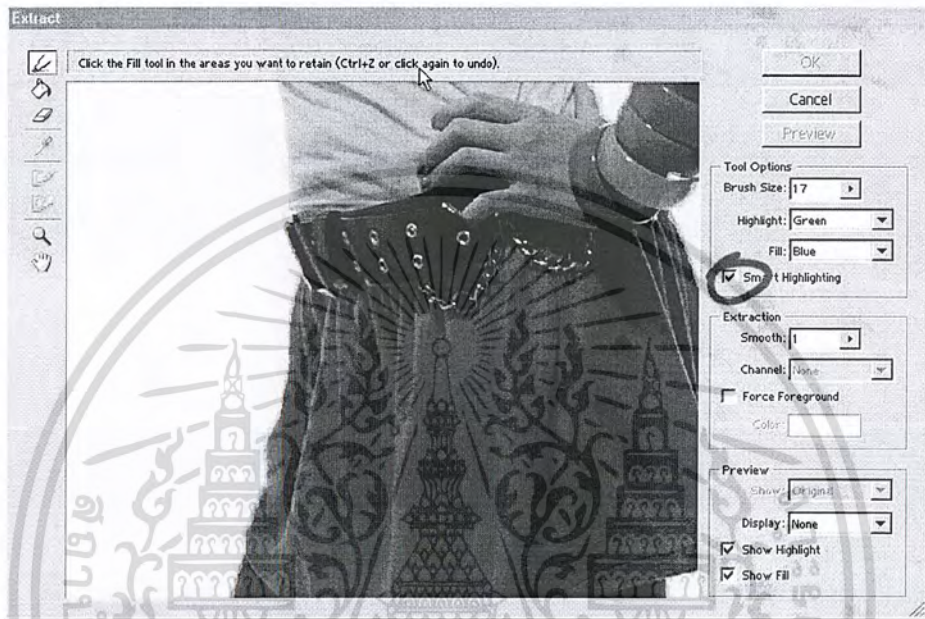 Extract
Click the Fill tool in the areas you want to retain (Ctrl+Z or click again to undo).
OK
Cancel
Preview
Tool Options
Brush Size: 17
Highlight: Green
Fill: Blue
Smart Highlighting
Extraction
Smooth: 1
Channel: None
Force Foreground
Color:
Preview
Show: Original
Display: None
Show Highlight
Show Fill